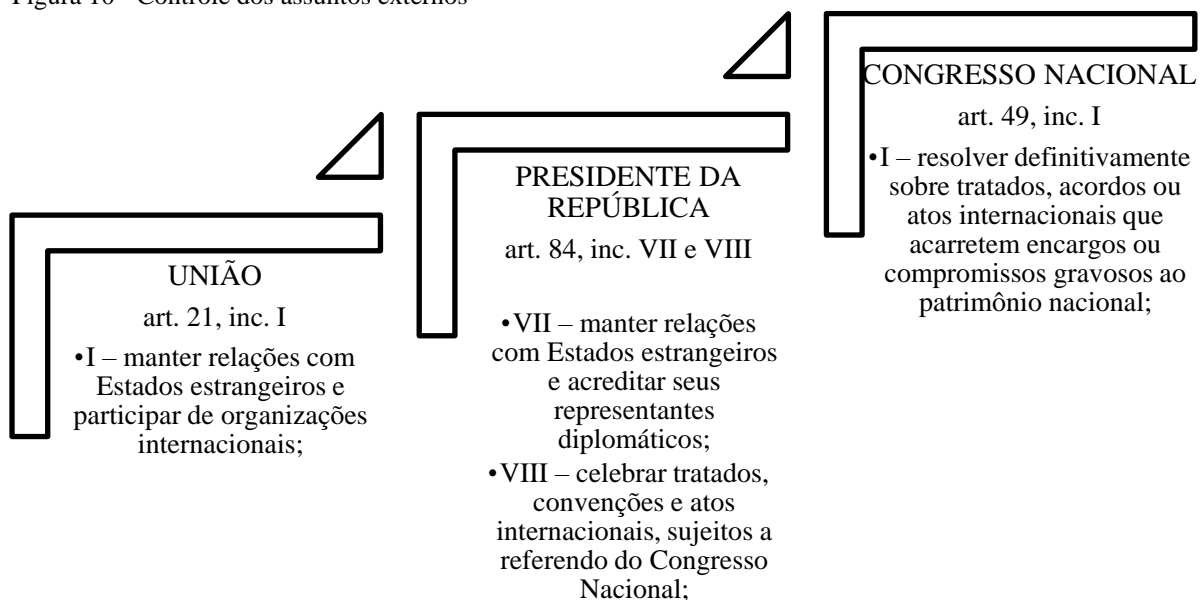 Figura 16 - Controle dos assuntos externos
UNIÃO
art. 21, inc. I
•I – manter relações com
Estados estrangeiros e
participar de organizações
internacionais;
PRESIDENTE DA
REPÚBLICA
art. 84, inc. VII e VIII
•VII – manter relações
com Estados estrangeiros
e acreditar seus
representantes
diplomáticos;
•VIII – celebrar tratados,
convenções e atos
internacionais, sujeitos a
referendo do Congresso
Nacional;
CONGRESSO NACIONAL
art. 49, inc. I
•I – resolver definitivamente
sobre tratados, acordos ou
atos internacionais que
acarretem encargos ou
compromissos gravosos ao
patrimônio nacional;